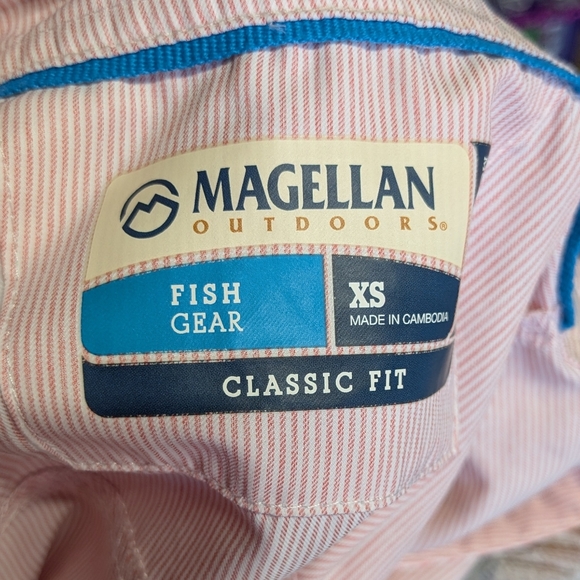 MAGELLAN
OUTDOORS®
FISH
GEAR
XS
MADE IN CAMBODIA
CLASSIC FIT